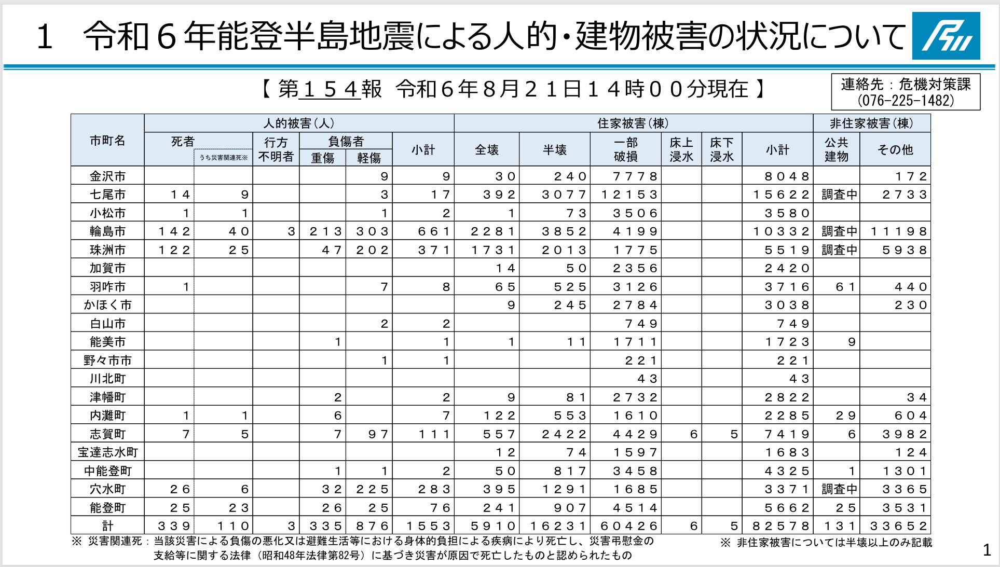 1　令和６年能登半島地震による人的・建物被害の状況について
【 第１５４報　令和６年８月２１日１４時００分現在 】
連絡先：危機対策課
(076-225-1482)
市町名 人的被害(人) 住家被害(棟) 非住家被害(棟)
死者 うち災害関連死※ 行方不明者 負傷者 重傷 軽傷 小計 全壊 半壊 一部破損 床上浸水 床下浸水 小計 公共建物 その他
金沢市 9 9 30 240 7778 8048 172
七尾市 14 9 3 17 392 3077 12153 15622 調査中 2733
小松市 1 1 1 2 1 73 3506 3580
輪島市 142 40 3 213 303 661 2281 3852 4199 10332 調査中 11198
珠洲市 122 25 47 202 371 1731 2013 1775 5519 調査中 5938
加賀市 14 50 2356 2420
羽咋市 1 7 8 65 525 3126 3716 61 440
かほく市 9 245 2784 3038 230
白山市 2 2 749 749
能美市 1 1 1 11 1711 1723 9
野々市市 1 1 221 221
川北町 43 43
津幡町 2 2 9 81 2732 2822 34
内灘町 1 1 6 7 122 553 1610 2285 29 604
志賀町 7 5 7 97 111 557 2422 4429 6 5 7419 6 3982
宝達志水町 12 74 1597 1683 124
中能登町 1 1 2 50 817 3458 4325 1 1301
穴水町 26 6 32 225 283 395 1291 1685 3371 調査中 3365
能登町 25 23 26 25 76 241 907 4514 5662 25 3531
計 339 110 3 335 876 1553 5910 16231 60426 6 5 82578 131 33652
※ 災害関連死：当該災害による負傷の悪化又は避難生活等における身体的負担による疾病により死亡し、災害弔慰金の
支給等に関する法律（昭和48年法律第82号）に基づき災害が原因で死亡したものと認められたもの
※ 非住家被害については半壊以上のみ記載
1